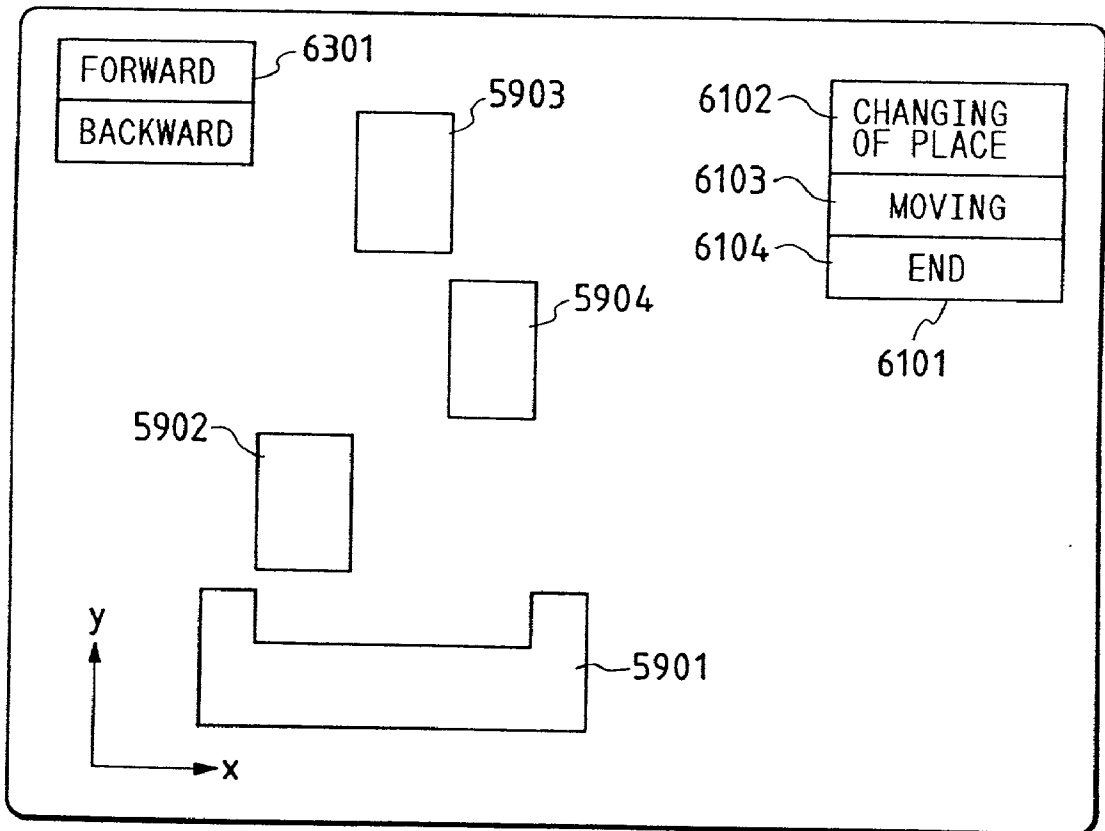 FORWARD
BACKWARD
6301
5903
6102
CHANGING
OF PLACE
6103
MOVING
6104
END
6101
5904
5902
5901
y
x